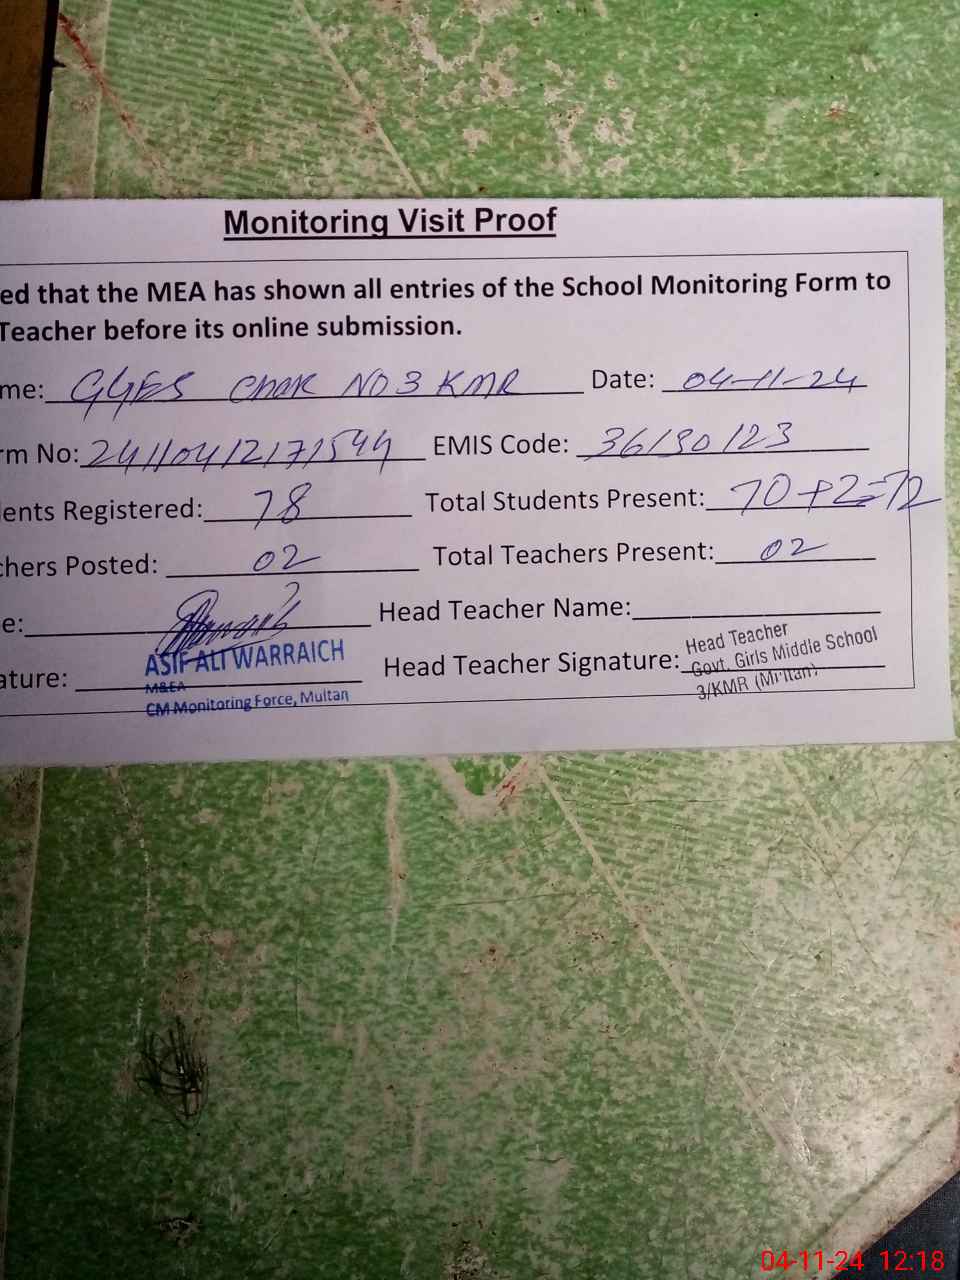 Monitoring Visit Proof
ed that the MEA has shown all entries of the School Monitoring Form to
Teacher before its online submission.
me: GGES Chak NO 3 KMR Date: 04-11-24
rm No: 24110412171544 EMIS Code: 36130123
ents Registered: 78 Total Students Present: 70+2=72
chers Posted: 02 Total Teachers Present: 02
e: Head Teacher Name:
ASIF ALI WARRAICH
ature: Head Teacher Signature:
M&EA
CM Monitoring Force, Multan
Head Teacher
Govt. Girls Middle School
3/KMR (Multan)
04-11-24 12:18